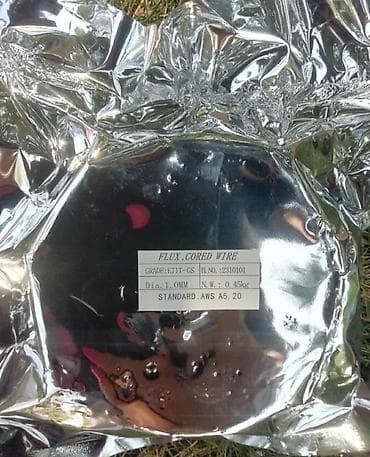 FLUX,CORED WIRE
GRADE:E71T-GS H.NO.:2310101
Dia.1.0MM N.W.: 0.45kg
STANDARD:AWS A5.20